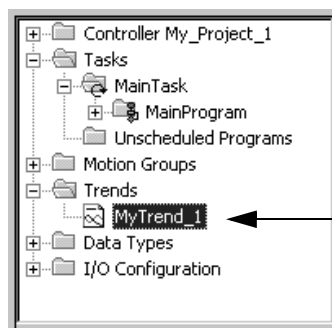 Controller My_Project_1
Tasks
MainTask
MainProgram
Unscheduled Programs
Motion Groups
Trends
MyTrend_1
Data Types
I/O Configuration